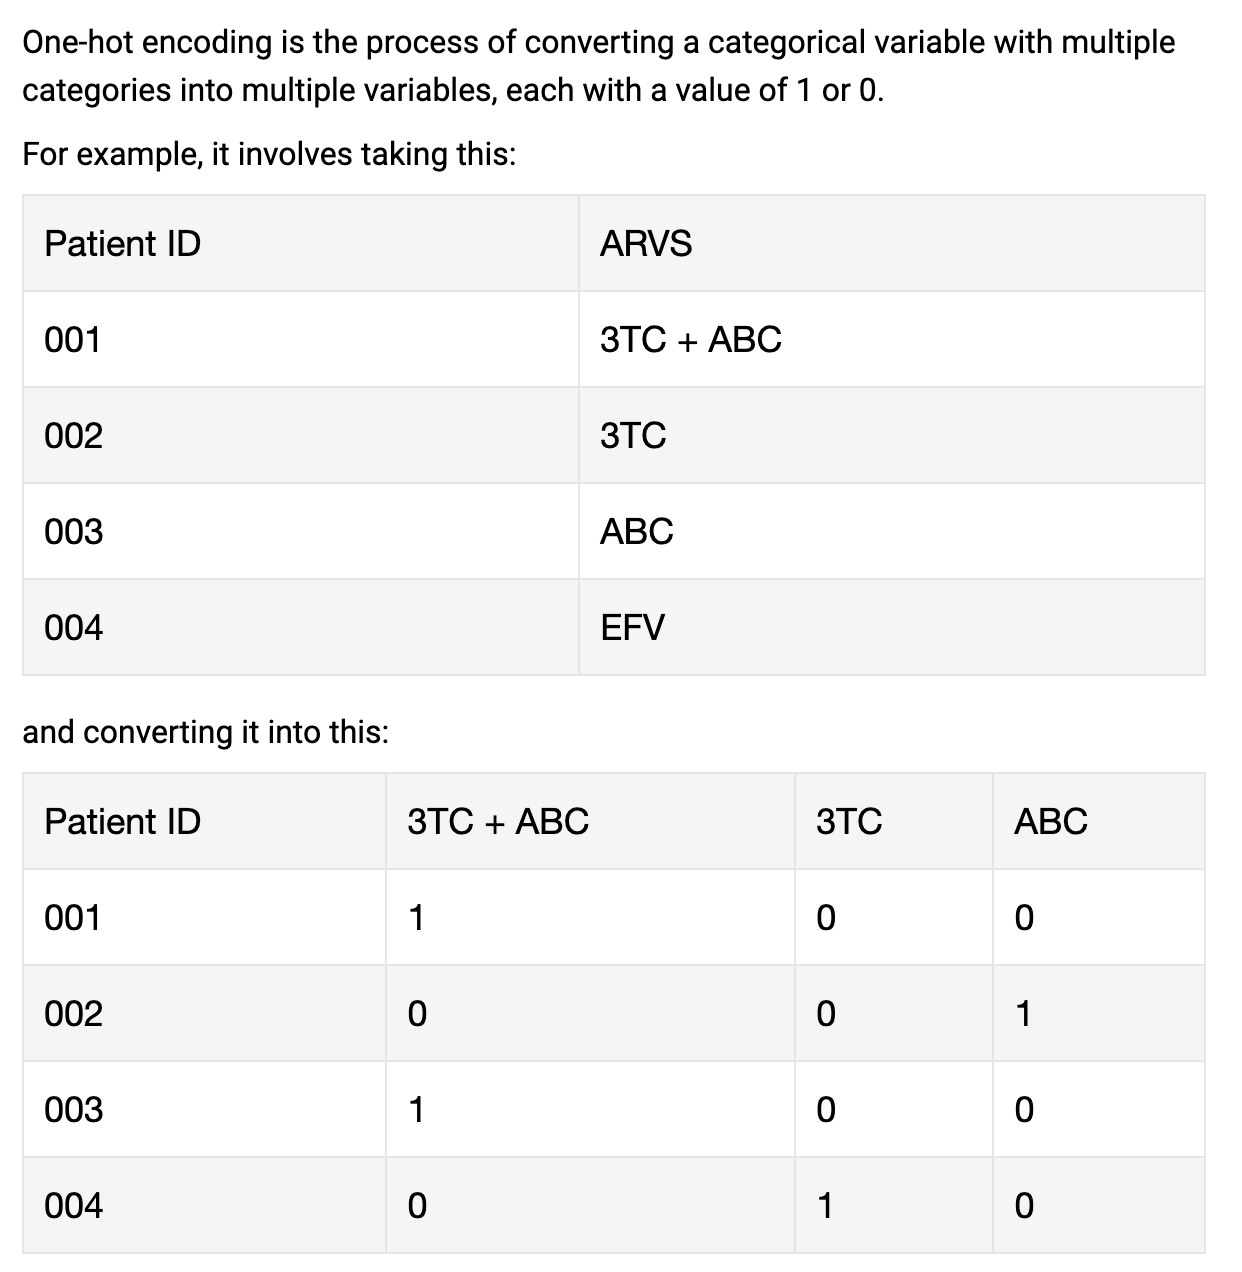 One-hot encoding is the process of converting a categorical variable with multiple
categories into multiple variables, each with a value of 1 or 0.
For example, it involves taking this:
Patient ID ARVS
001 3TC + ABC
002 3TC
003 ABC
004 EFV
and converting it into this:
Patient ID 3TC + ABC 3TC ABC
001 1 0 0
002 0 0 1
003 1 0 0
004 0 1 0